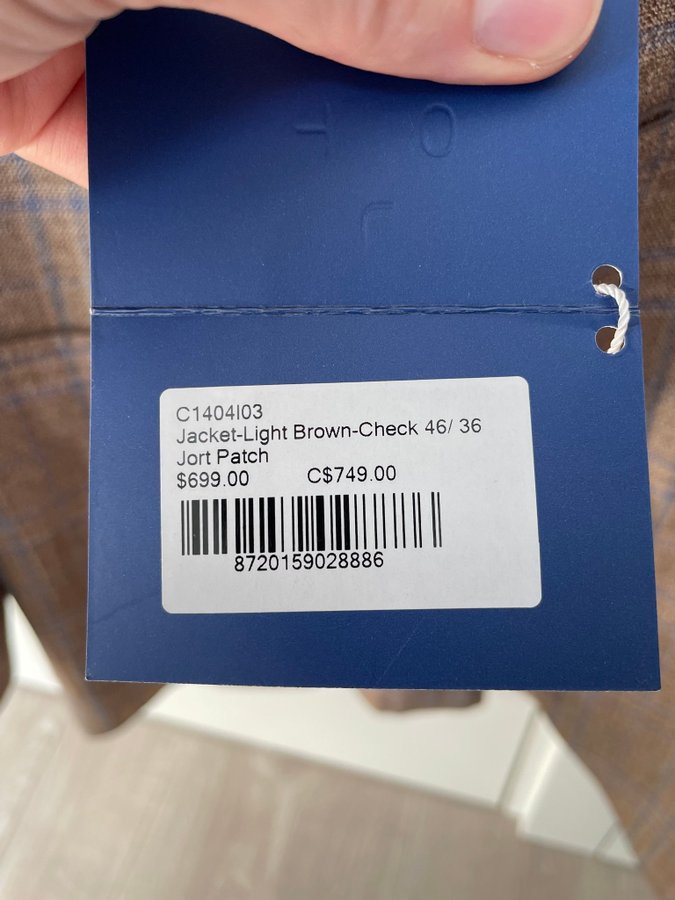 C1404I03
Jacket-Light Brown-Check 46/ 36
Jort Patch
$699.00 C$749.00
8720159028886